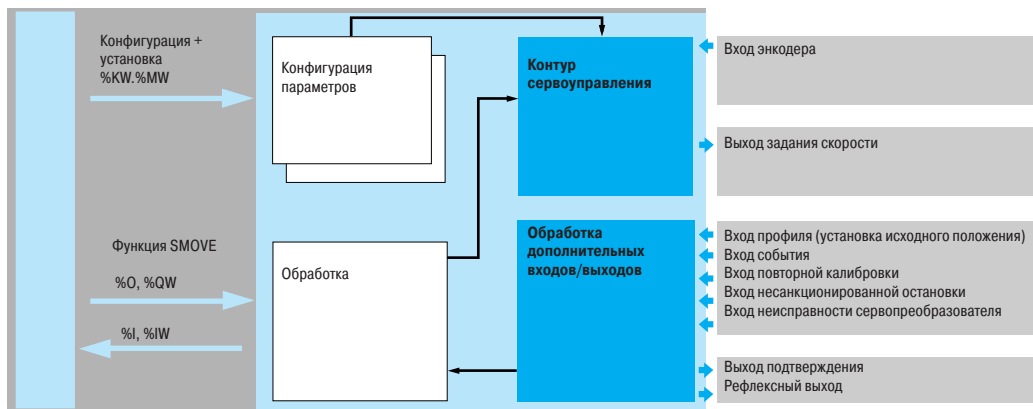 Конфигурация +
установка
%KW.%MW
Конфигурация
параметров
Контур
сервоуправления
Вход энкодера
Выход задания скорости
Функция SMOVE
%O, %QW
%I, %IW
Обработка
Обработка
дополнительных
входов/выходов
Вход профиля (установка исходного положения)
Вход события
Вход повторной калибровки
Вход несанкционированной остановки
Вход неисправности сервопреобразователя
Выход подтверждения
Рефлексный выход